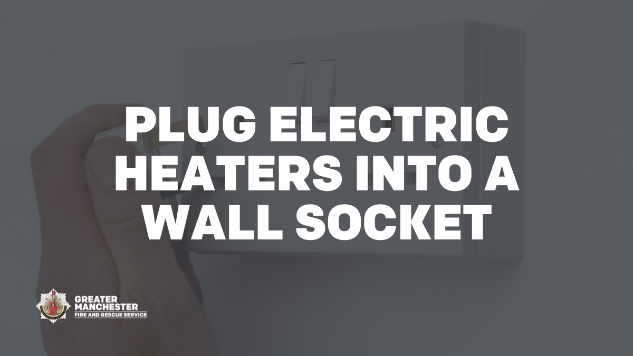 PLUG ELECTRIC
HEATERS INTO A
WALL SOCKET
GREATER
MANCHESTER
FIRE AND RESCUE SERVICE